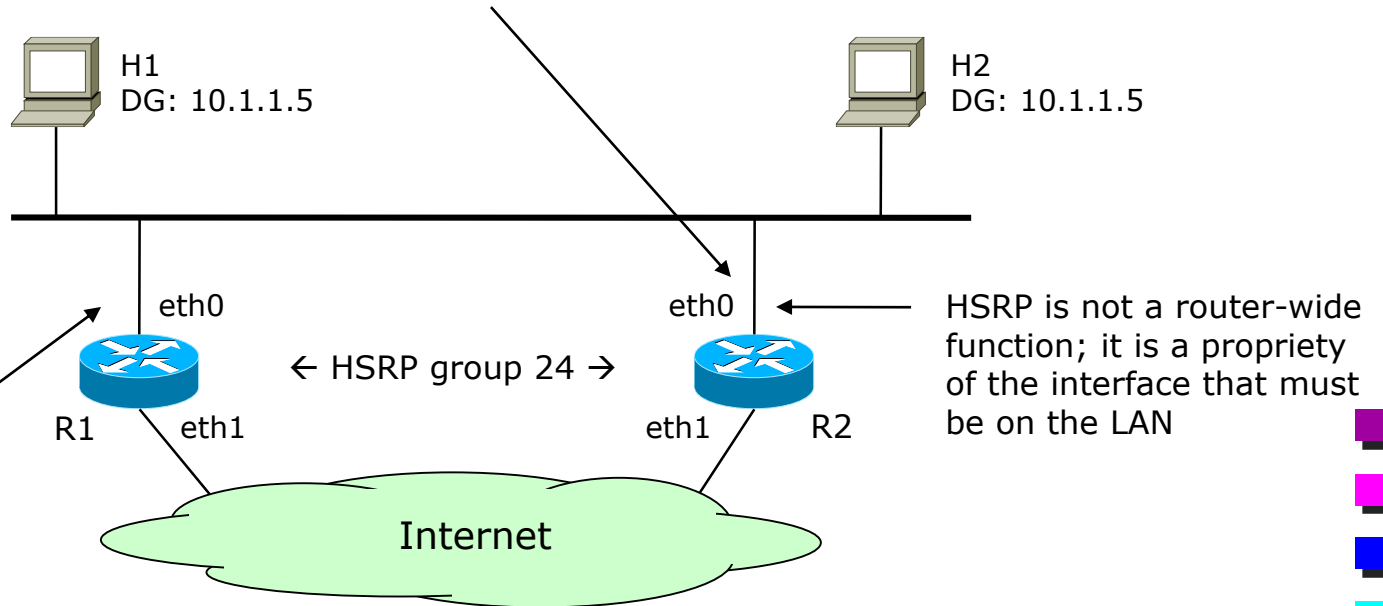 H1
DG: 10.1.1.5
H2
DG: 10.1.1.5
eth0
eth0
← HSRP group 24 →
R1
eth1
eth1
R2
HSRP is not a router-wide
function; it is a propriety
of the interface that must
be on the LAN
Internet